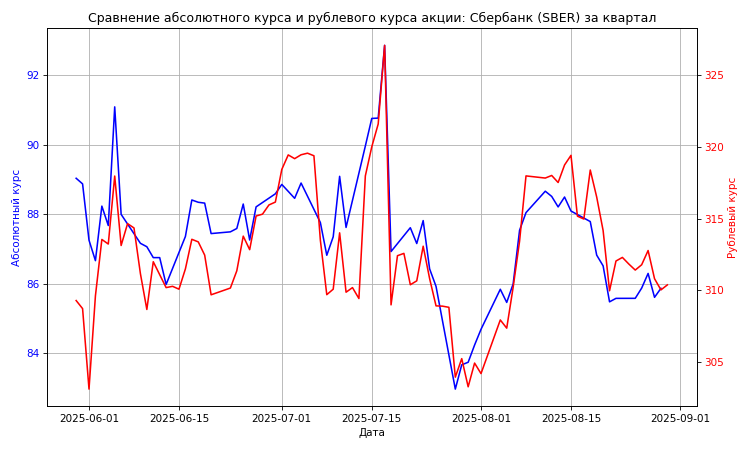 Сравнение абсолютного курса и рублевого курса акции: Сбербанк (SBER) за квартал
Абсолютный курс
92
90
88
86
84
325
320
315
310
305
Рублевый курс
2025-06-01 2025-06-15 2025-07-01 2025-07-15 2025-08-01 2025-08-15 2025-09-01
Дата